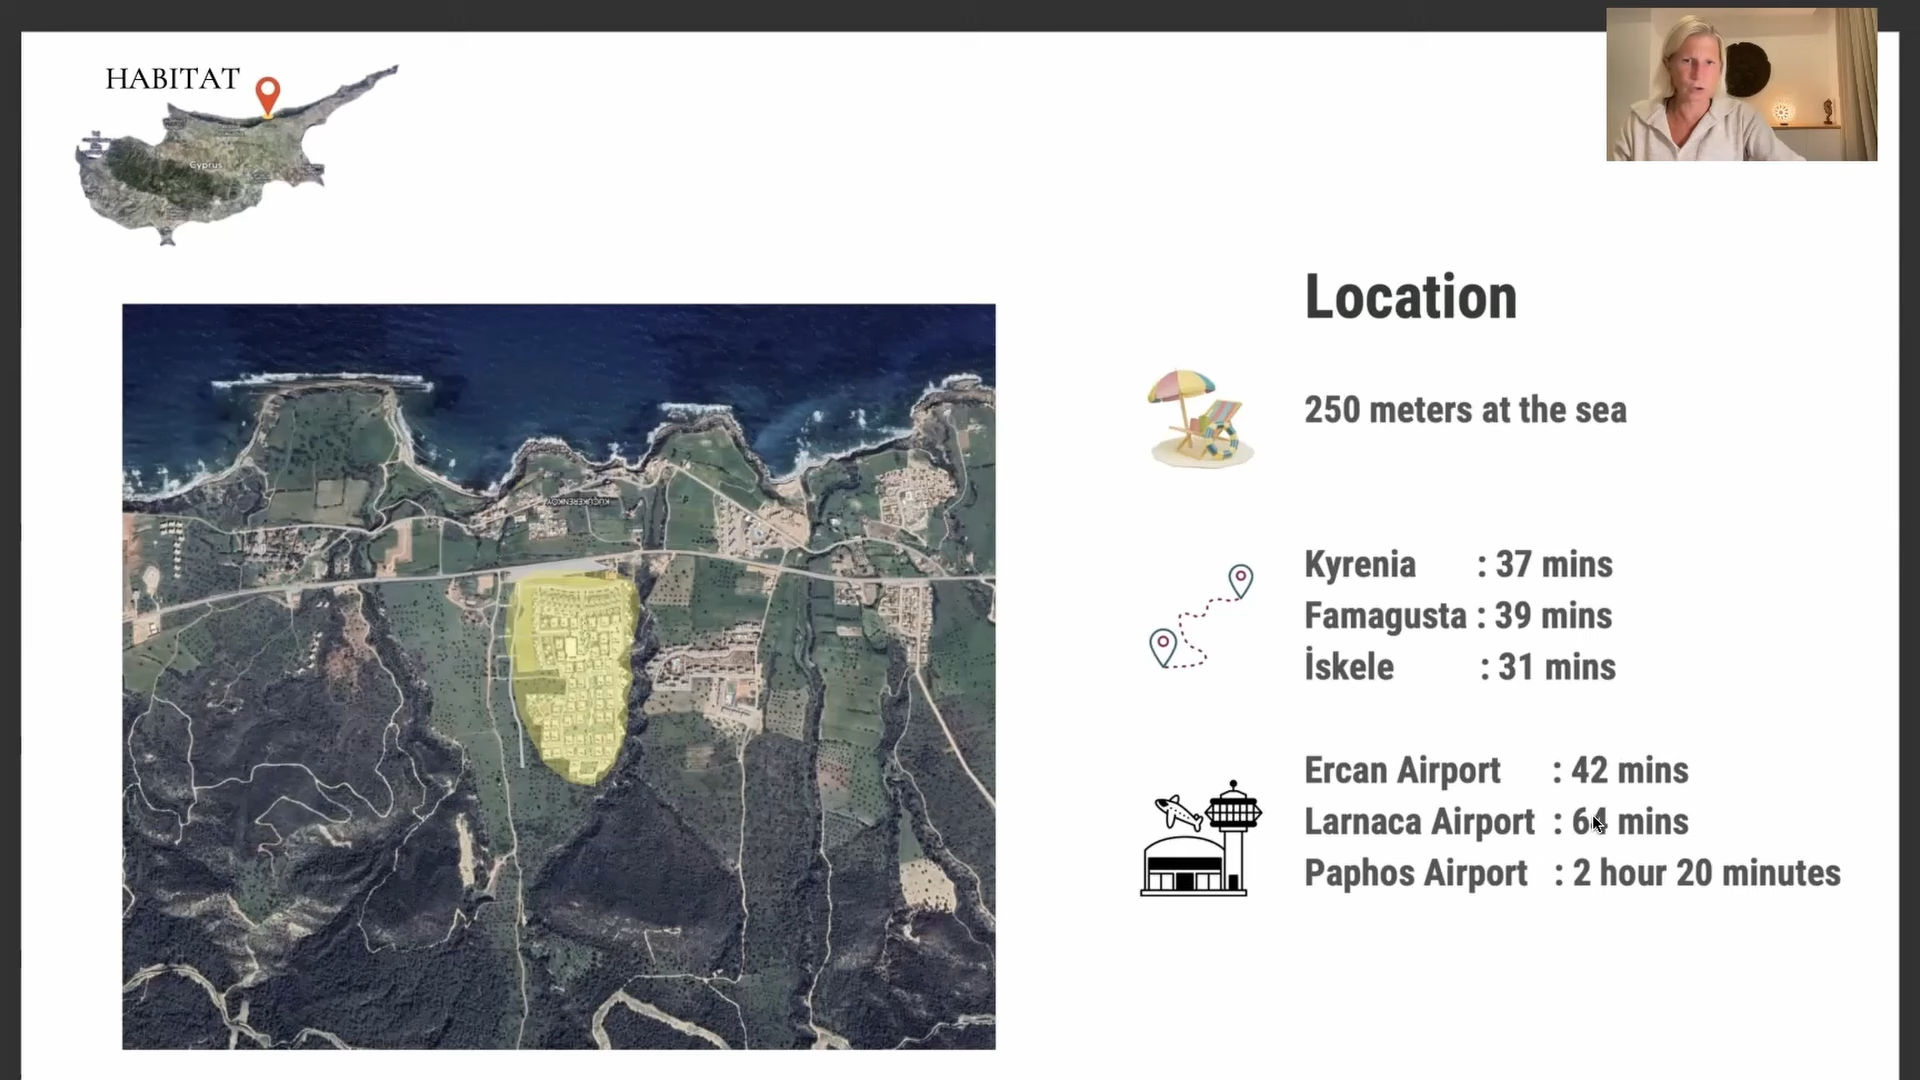 HABITAT
Cyprus
Location
250 meters at the sea
KÜÇÜKERENKÖY
Kyrenia : 37 mins
Famagusta : 39 mins
İskele : 31 mins
Ercan Airport : 42 mins
Larnaca Airport : 64 mins
Paphos Airport : 2 hour 20 minutes